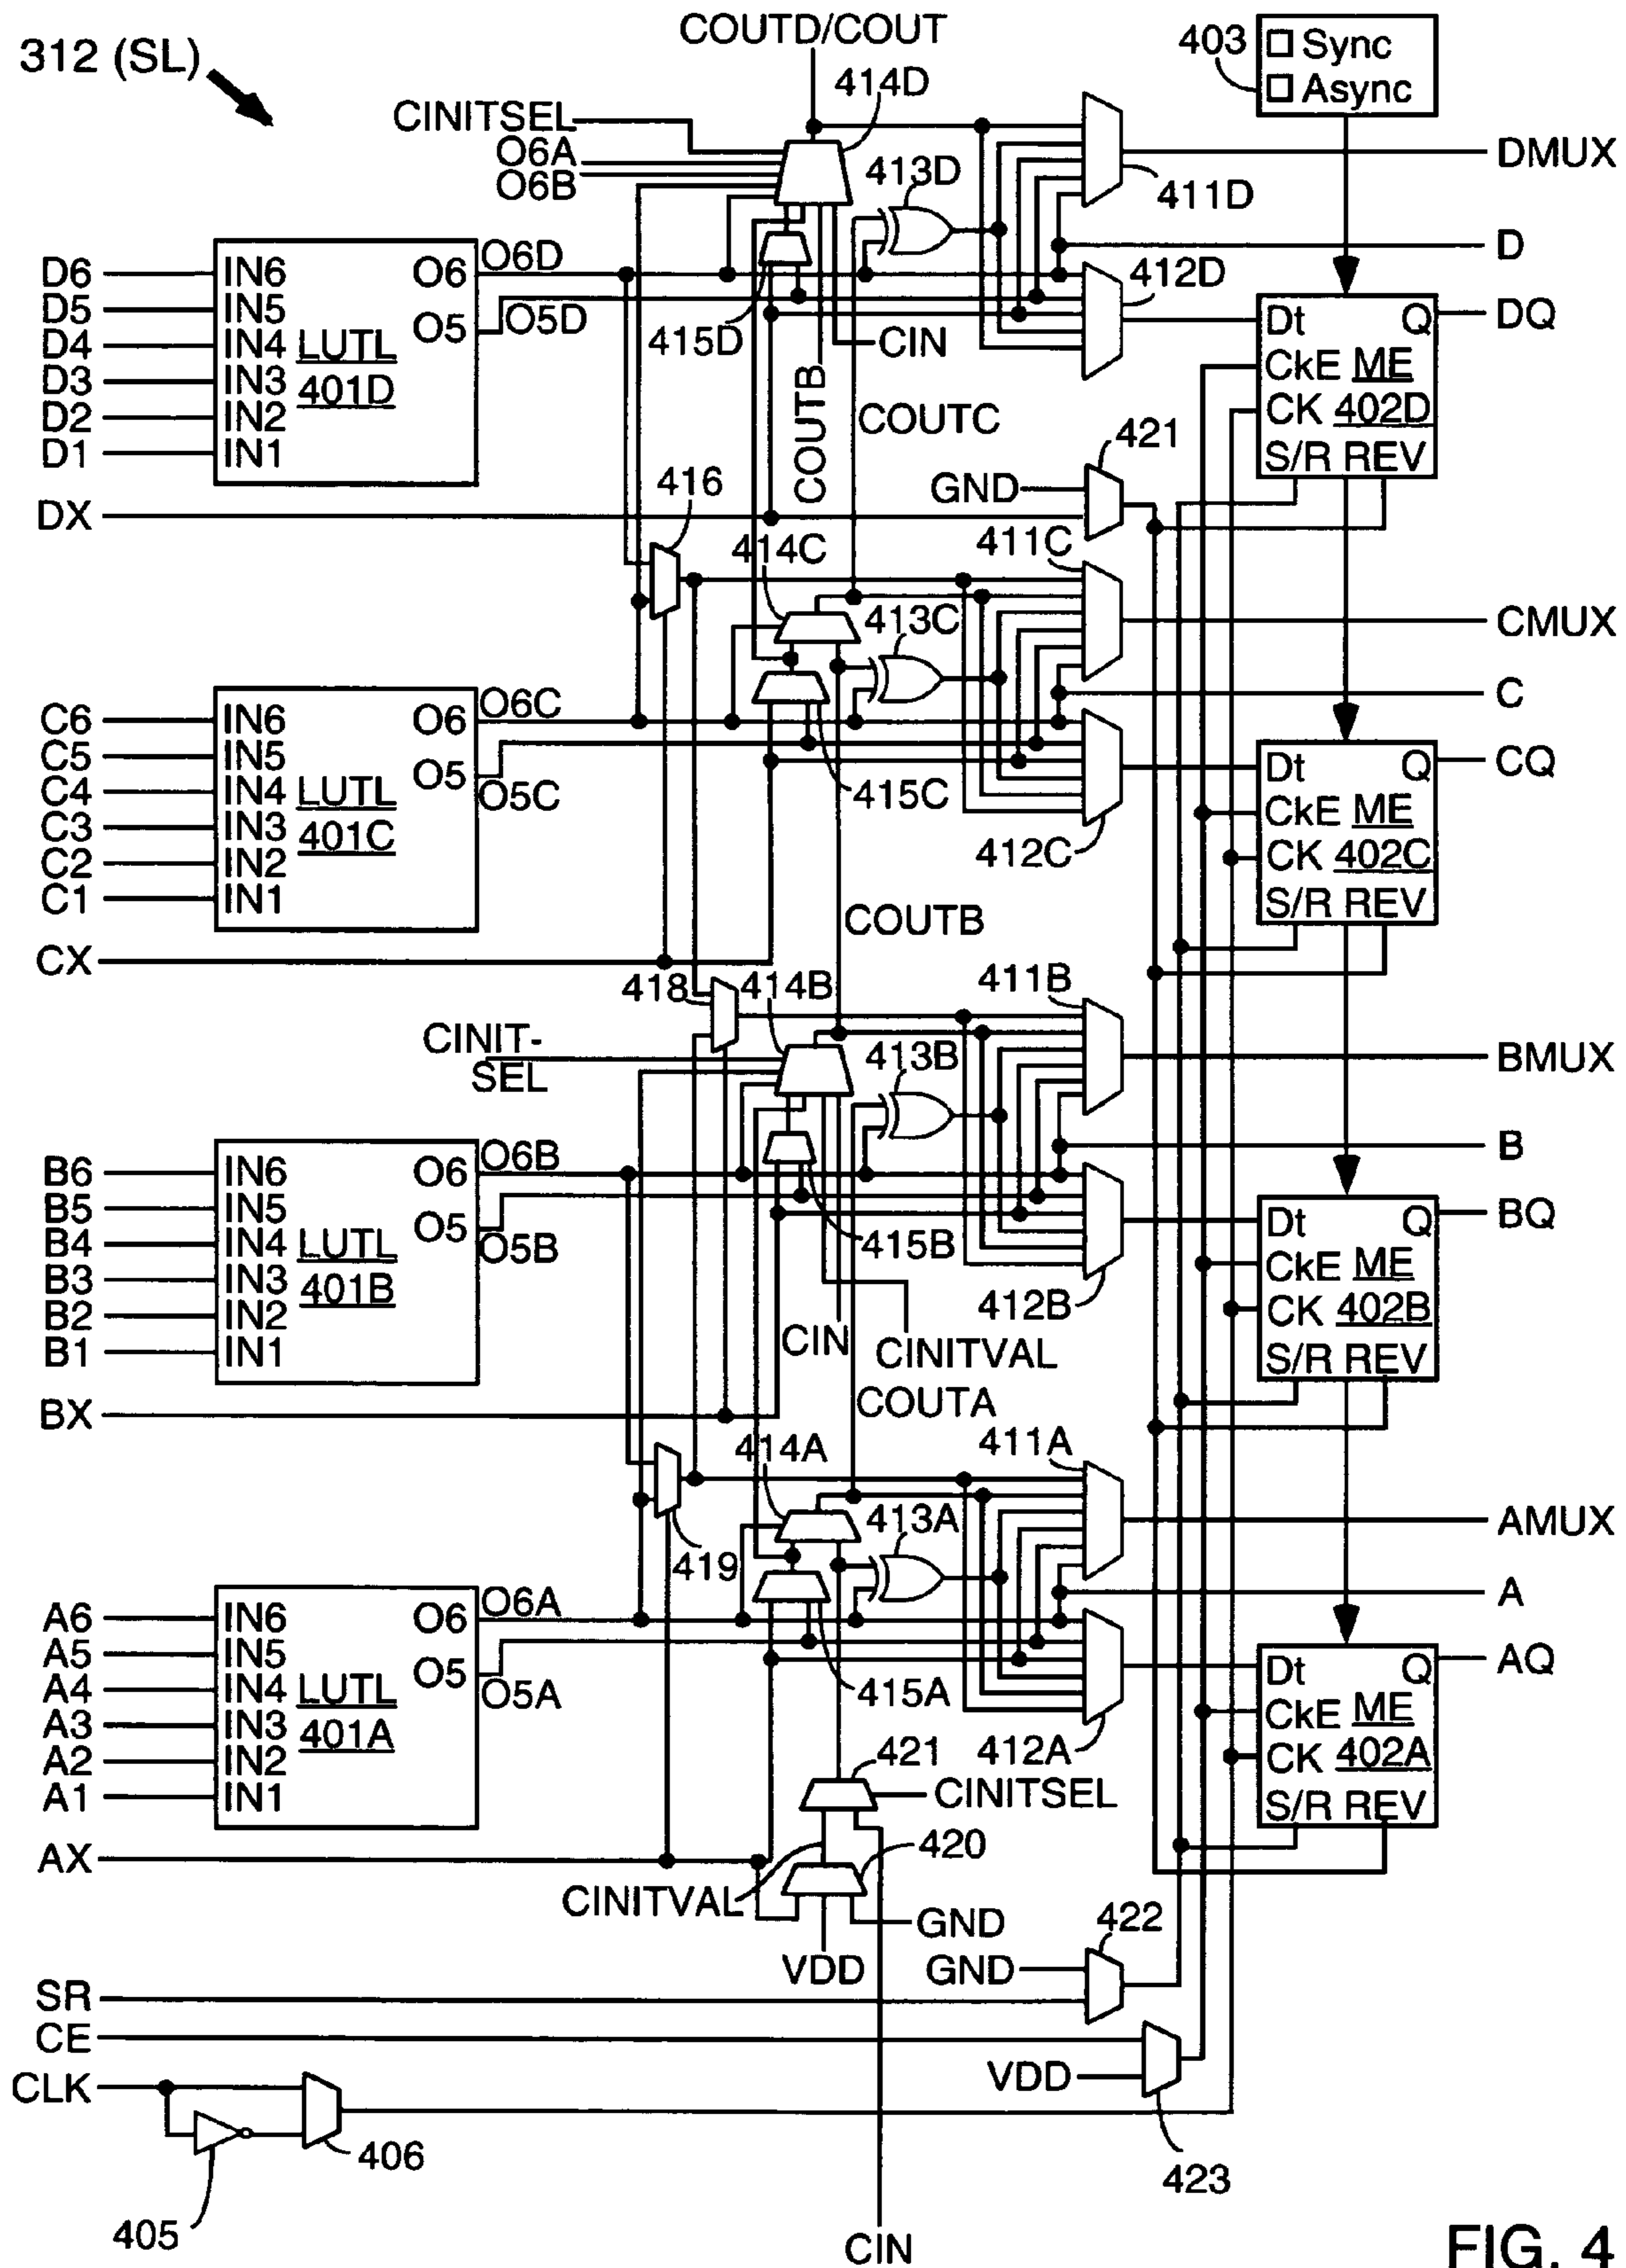 312 (SL)
COUTD/COUT
403
Sync
Async
414D
CINITSEL
O6A
O6B
413D
411D
DMUX
D
D6
D5
D4
D3
D2
D1
IN6
IN5
IN4
IN3
IN2
IN1
LUTL
401D
O6
O5
O6D
O5D
415D
CIN
COUTB
COUTC
412D
Dt
Q
CkE
ME
CK
402D
S/R
REV
DQ
DX
416
GND
421
414C
411C
413C
CMUX
C
C6
C5
C4
C3
C2
C1
IN6
IN5
IN4
IN3
IN2
IN1
LUTL
401C
O6
O5
O6C
O5C
415C
412C
Dt
Q
CkE
ME
CK
402C
S/R
REV
CQ
CX
COUTB
418
414B
411B
CINIT-
SEL
413B
BMUX
B
B6
B5
B4
B3
B2
B1
IN6
IN5
IN4
IN3
IN2
IN1
LUTL
401B
O6
O5
O6B
O5B
415B
412B
CIN
CINITVAL
Dt
Q
CkE
ME
CK
402B
S/R
REV
BQ
BX
COUTA
414A
411A
413A
419
AMUX
A
A6
A5
A4
A3
A2
A1
IN6
IN5
IN4
IN3
IN2
IN1
LUTL
401A
O6
O5
O6A
O5A
415A
412A
Dt
Q
CkE
ME
CK
402A
S/R
REV
AQ
421
CINITSEL
AX
420
CINITVAL
GND
VDD
422
GND
SR
CE
VDD
CLK
406
405
423
CIN
FIG. 4